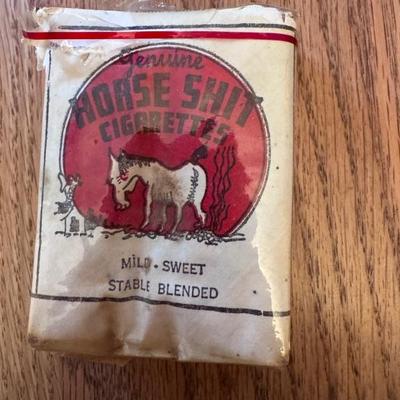 Genuine
HORSE SHIT
CIGARETTES
MILD • SWEET
STABLE BLENDED